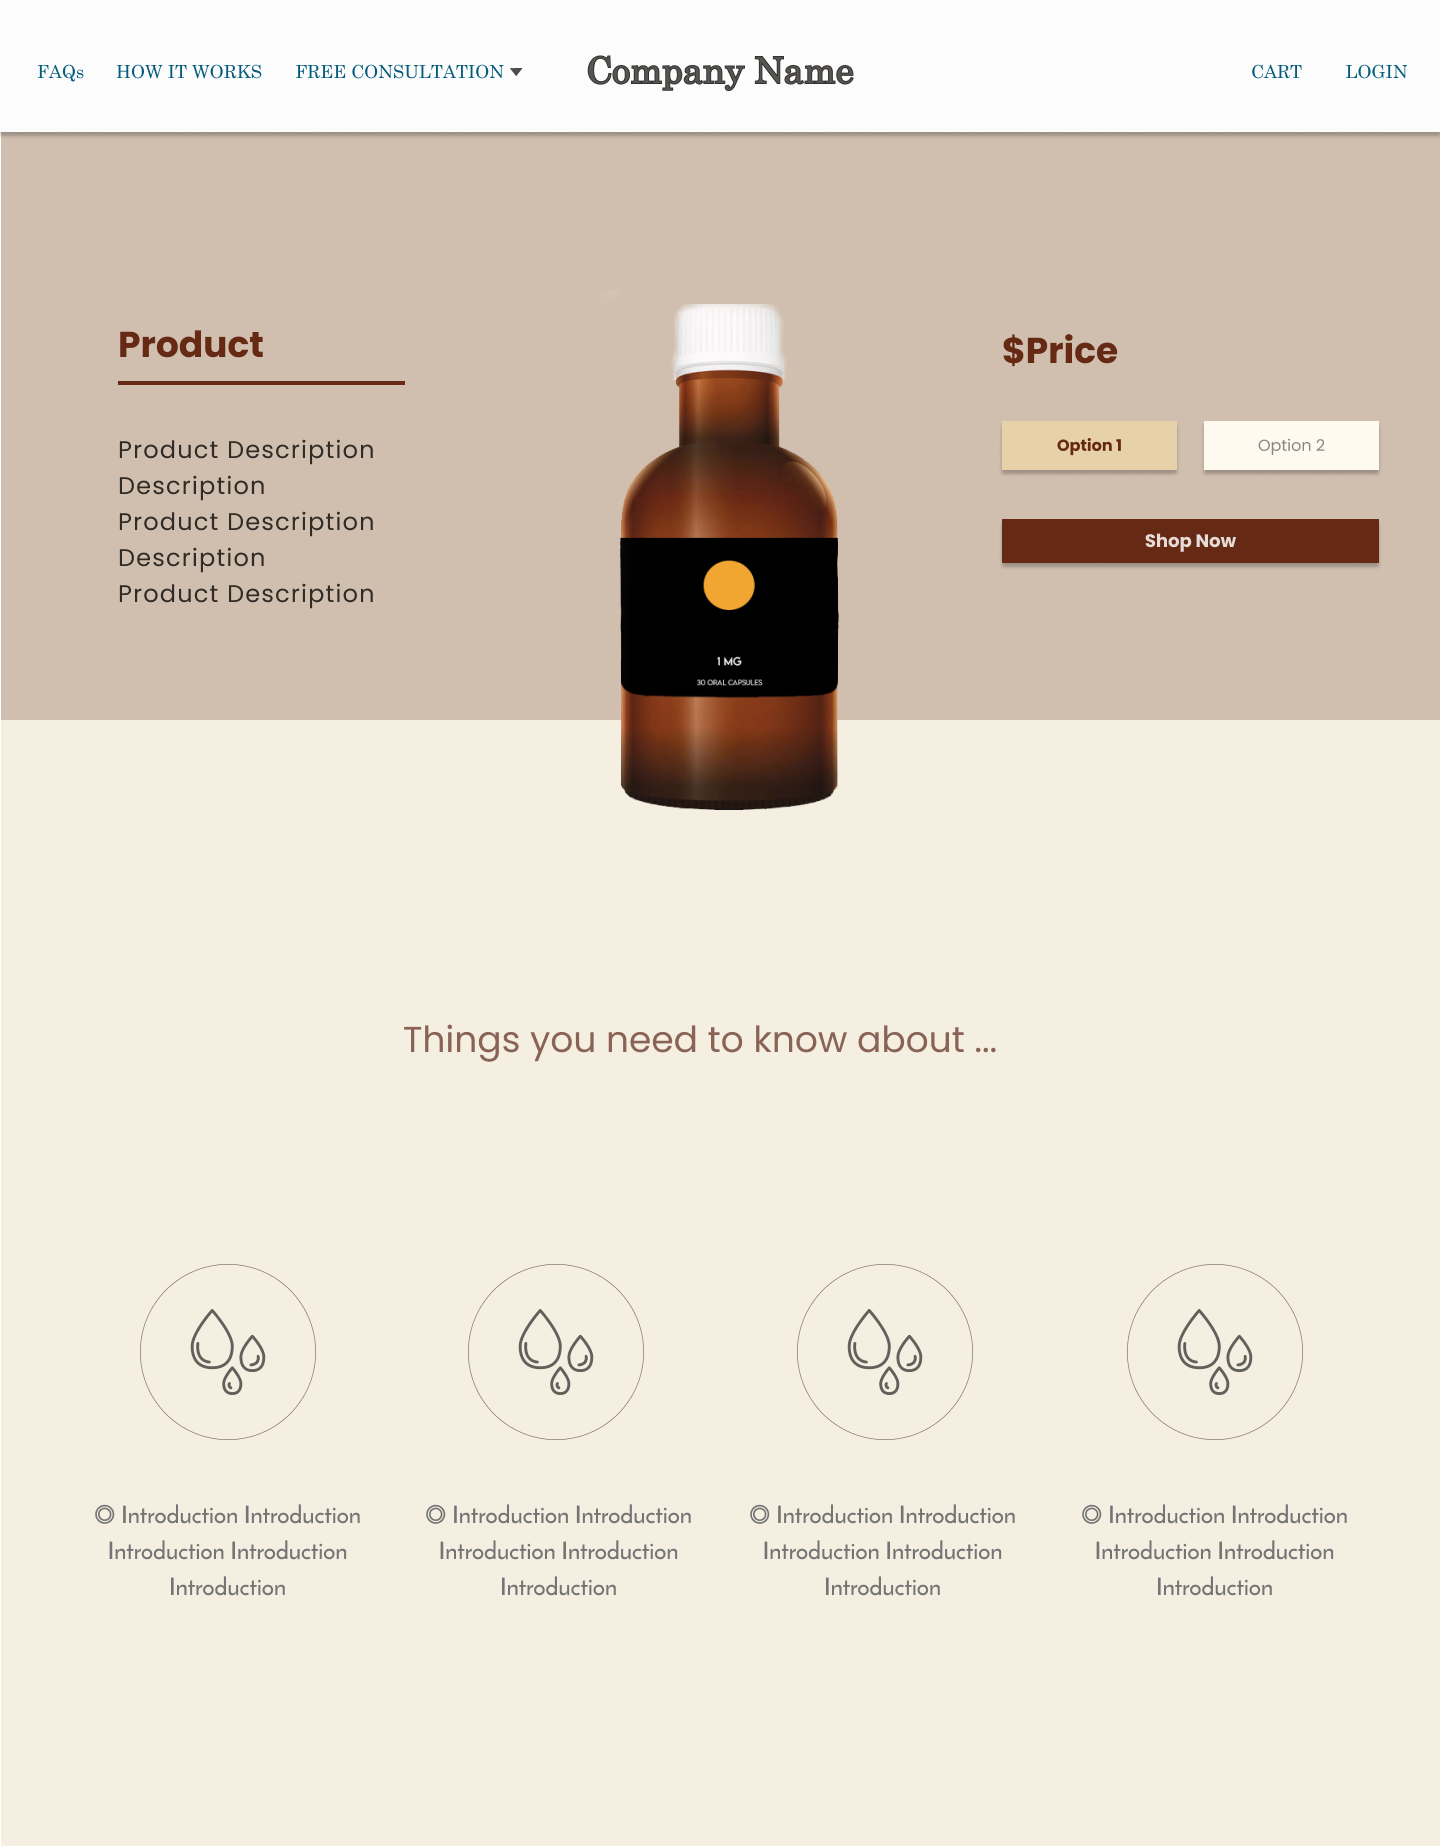 FAQs HOW IT WORKS FREE CONSULTATION Company Name CART LOGIN
Product
Product Description
Description
Product Description
Description
Product Description
1 MG
30 ORAL CAPSULES
$Price
Option 1 Option 2
Shop Now
Things you need to know about ...
Introduction Introduction
Introduction Introduction
Introduction
Introduction Introduction
Introduction Introduction
Introduction
Introduction Introduction
Introduction Introduction
Introduction
Introduction Introduction
Introduction Introduction
Introduction